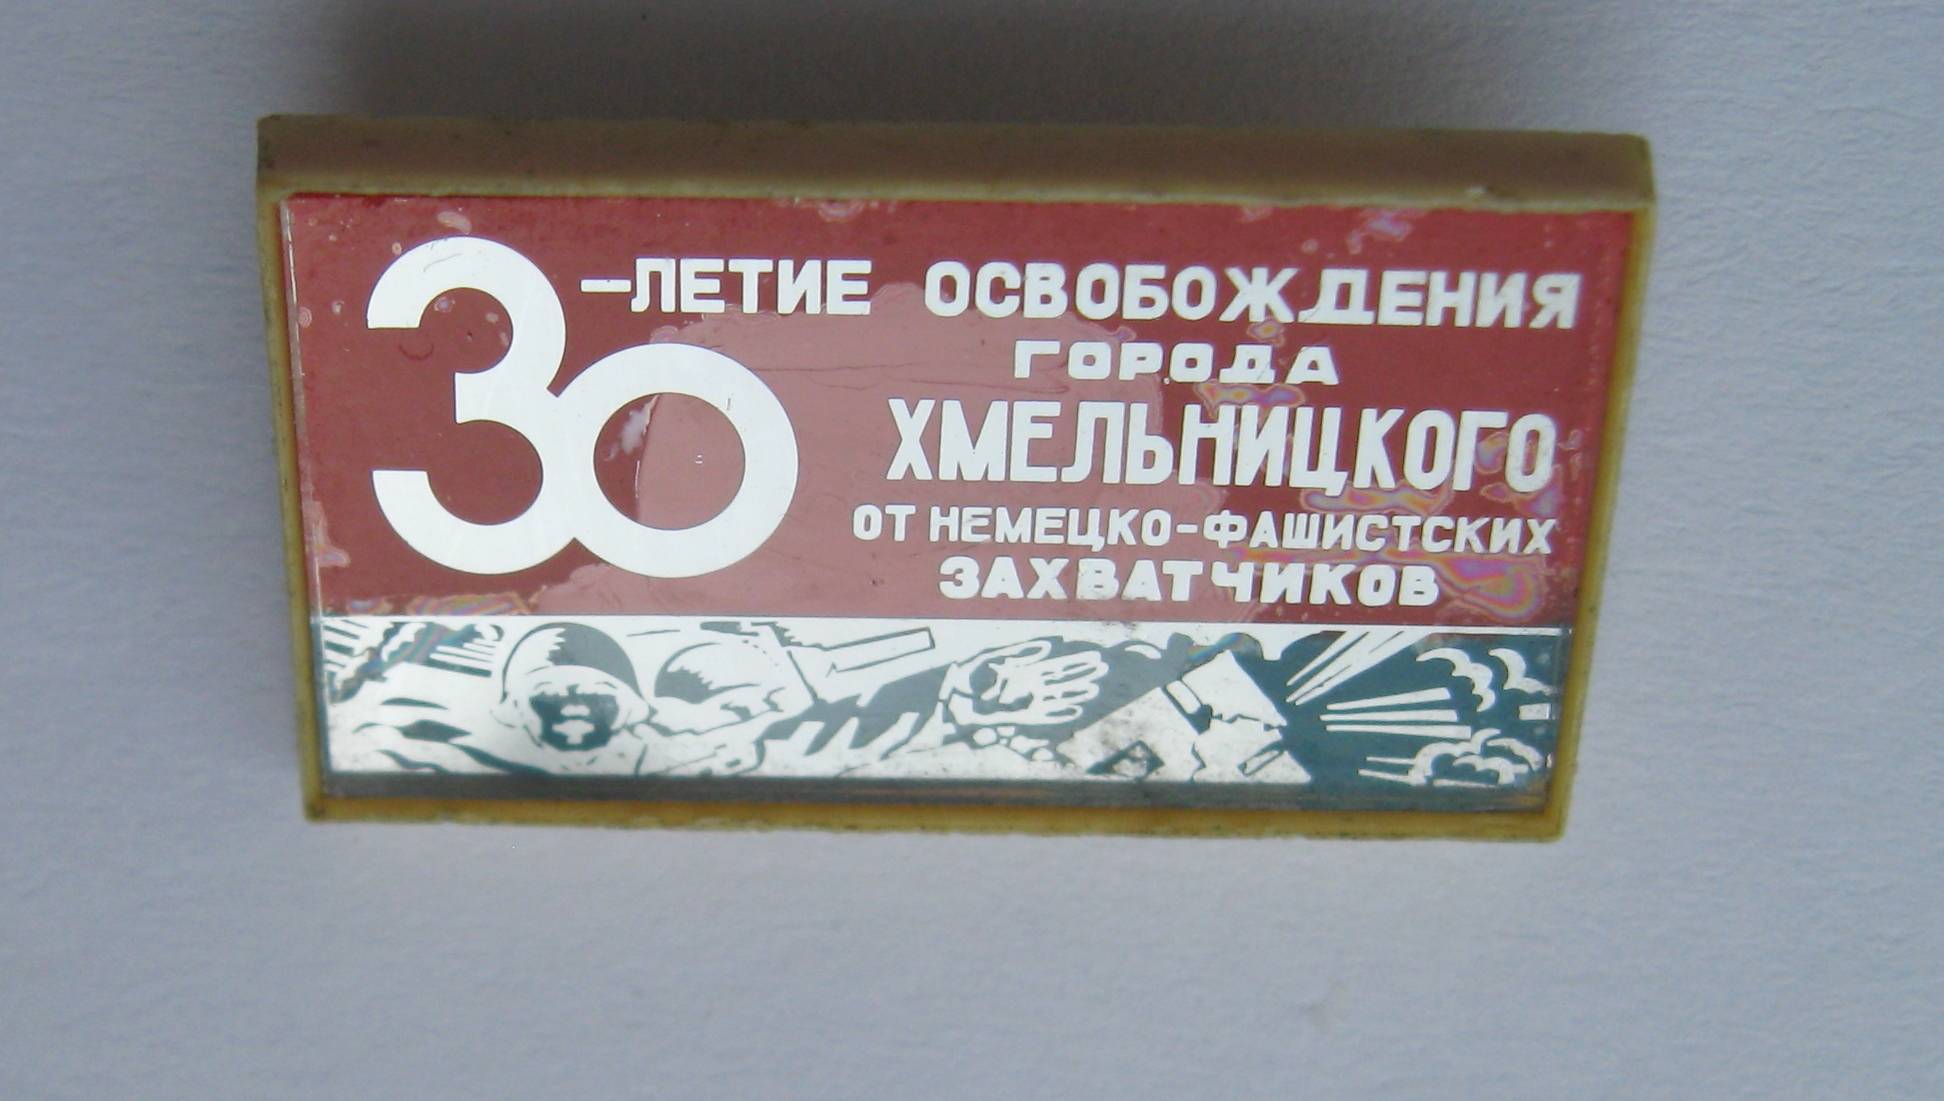 30-ЛЕТИЕ ОСВОБОЖДЕНИЯ
ГОРОДА
ХМЕЛЬНИЦКОГО
ОТ НЕМЕЦКО-ФАШИСТСКИХ
ЗАХВАТЧИКОВ